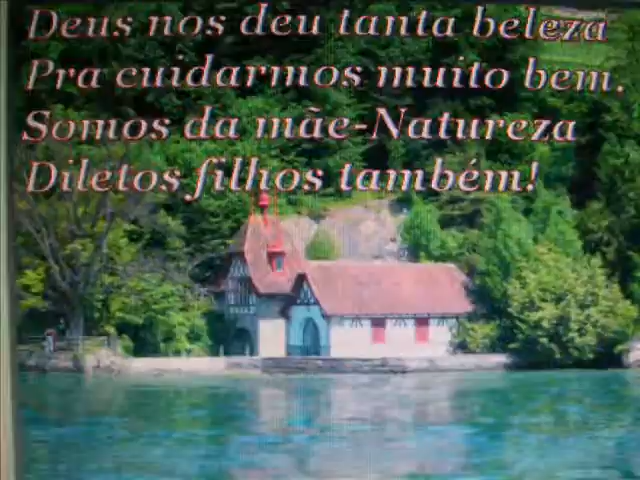 Deus nos deu tanta beleza
Pra cuidarmos muito bem.
Somos da mãe-Natureza
Diletos filhos também!